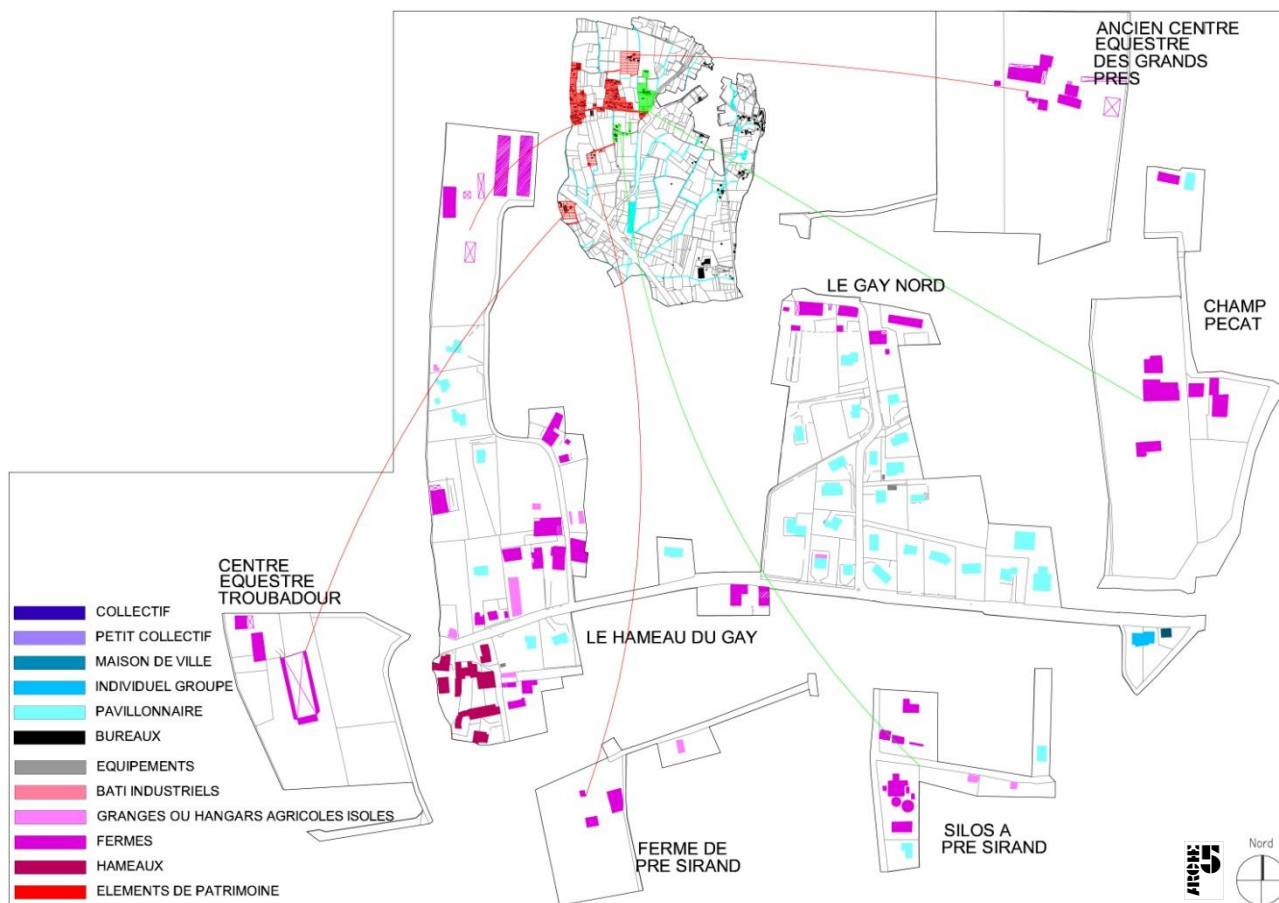 ANCIEN CENTRE
EQUESTRE
DES GRANDS
PRES
LE GAY NORD
CHAMP
PECAT
CENTRE
EQUESTRE
TROUBADOUR
LE HAMEAU DU GAY
FERME DE
PRE SIRAND
SILOS A
PRE SIRAND
COLLECTIF
PETIT COLLECTIF
MAISON DE VILLE
INDIVIDUEL GROUPE
PAVILLONNAIRE
BUREAUX
EQUIPEMENTS
BATI INDUSTRIELS
GRANGES OU HANGARS AGRICOLES ISOLES
FERMES
HAMEAUX
ELEMENTS DE PATRIMOINE
ARCHE 5
Nord